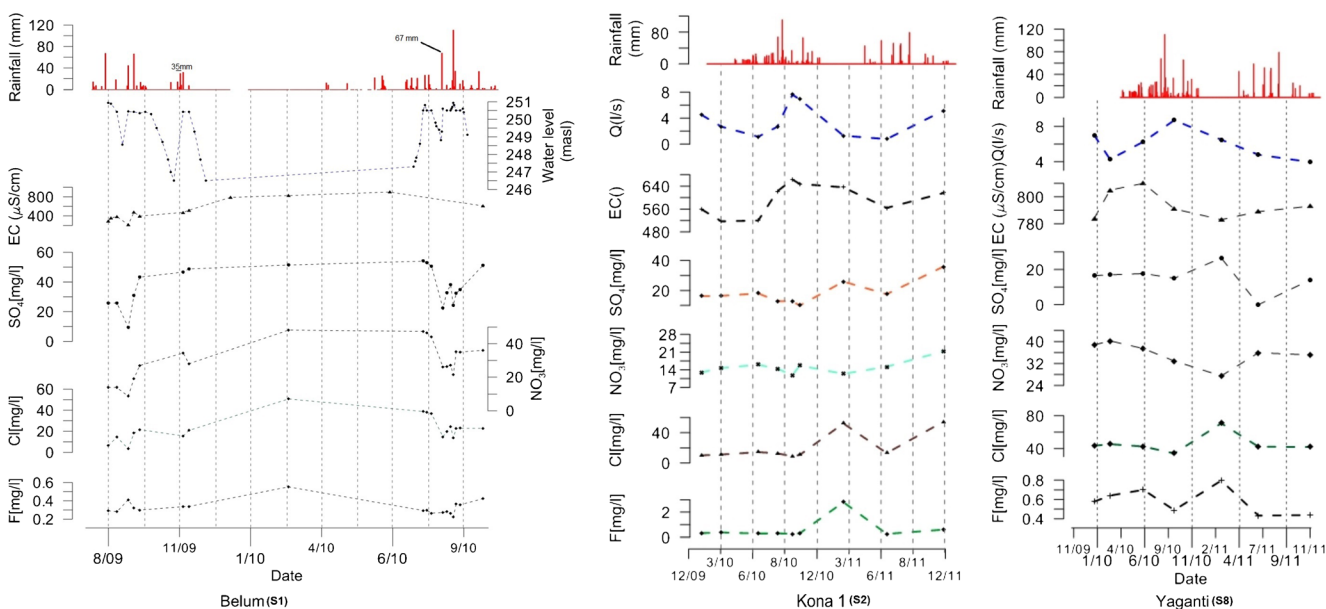 Rainfall (mm)
120
80
40
0
35mm
67 mm
251
250
249
248
247
246
Water level
(masl)
EC (µS/cm)
800
400
SO4[mg/l]
60
40
20
0
NO3[mg/l]
40
20
0
Cl[mg/l]
60
40
20
0
F[mg/l]
0.6
0.4
0.2
8/09
11/09
1/10
4/10
6/10
9/10
Date
Belum(S1)
Rainfall
(mm)
120
80
40
0
Q(l/s)
8
4
0
EC()
640
560
480
SO4[mg/l]
40
20
NO3[mg/l]
28
21
14
7
Cl[mg/l]
40
0
F[mg/l]
2
0
3/10
8/10
3/11
8/11
12/09
6/10
12/10
6/11
12/11
Kona 1(S2)
Rainfall
(mm)
120
80
40
0
Q(l/s)
8
4
EC (µS/cm)
800
780
SO4[mg/l]
20
0
NO3[mg/l]
40
32
24
Cl[mg/l]
80
40
F[mg/l]
0.8
0.6
0.4
11/09
4/10
9/10
2/11
7/11
11/11
1/10
6/10
11/10
4/11
9/11
Date
Yaganti(S8)